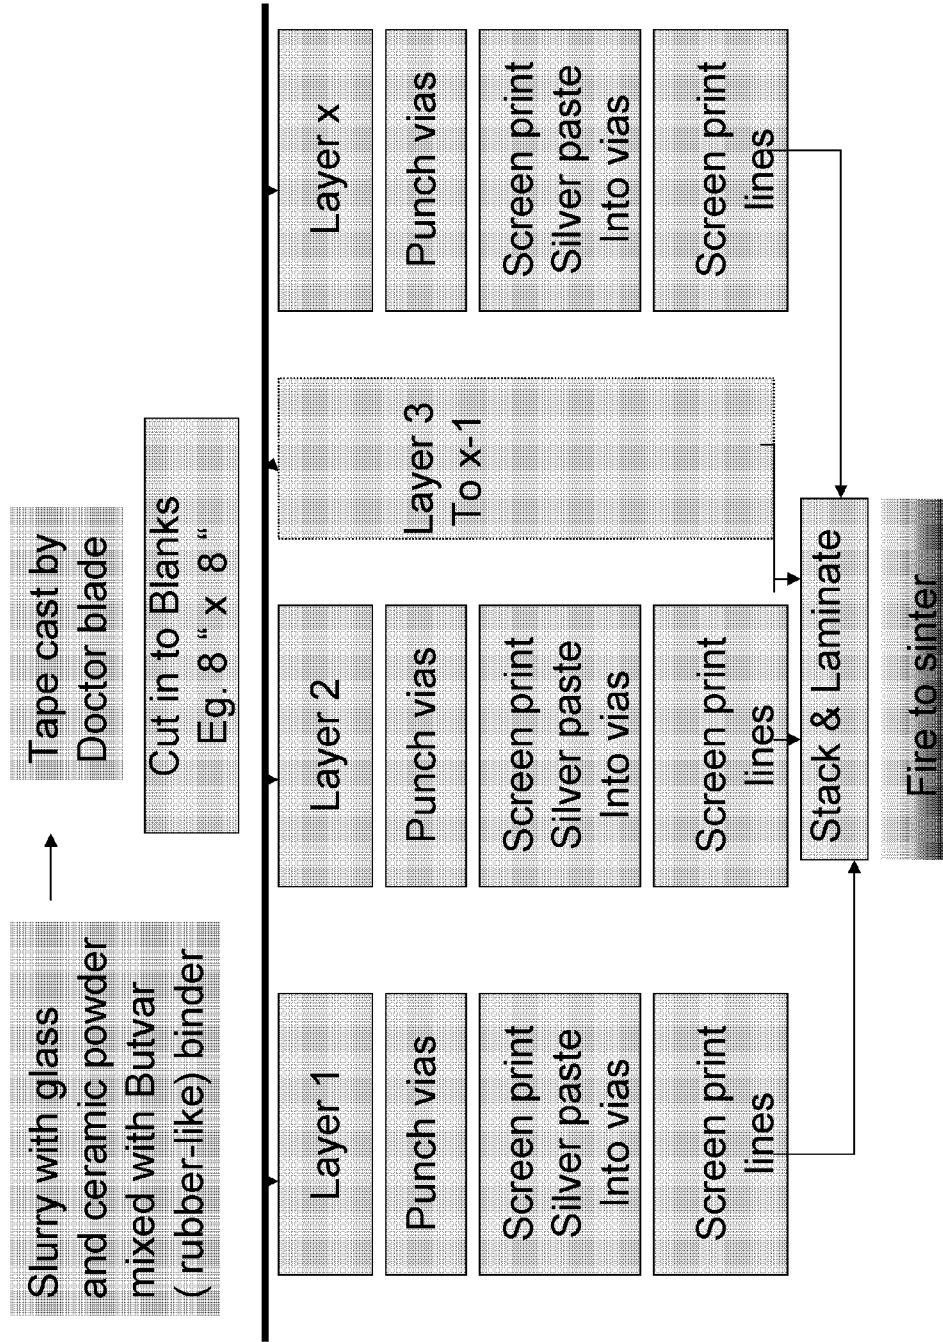 Slurry with glass
and ceramic powder
mixed with Butvar
( rubber-like) binder
Tape cast by
Doctor blade
Cut in to Blanks
Eg. 8 “ x 8 “
Layer 1
Punch vias
Screen print
Silver paste
Into vias
Screen print
lines
Layer 2
Punch vias
Screen print
Silver paste
Into vias
Screen print
lines
Layer 3
To x-1
Layer x
Punch vias
Screen print
Silver paste
Into vias
Screen print
lines
Stack & Laminate
Fire to sinter